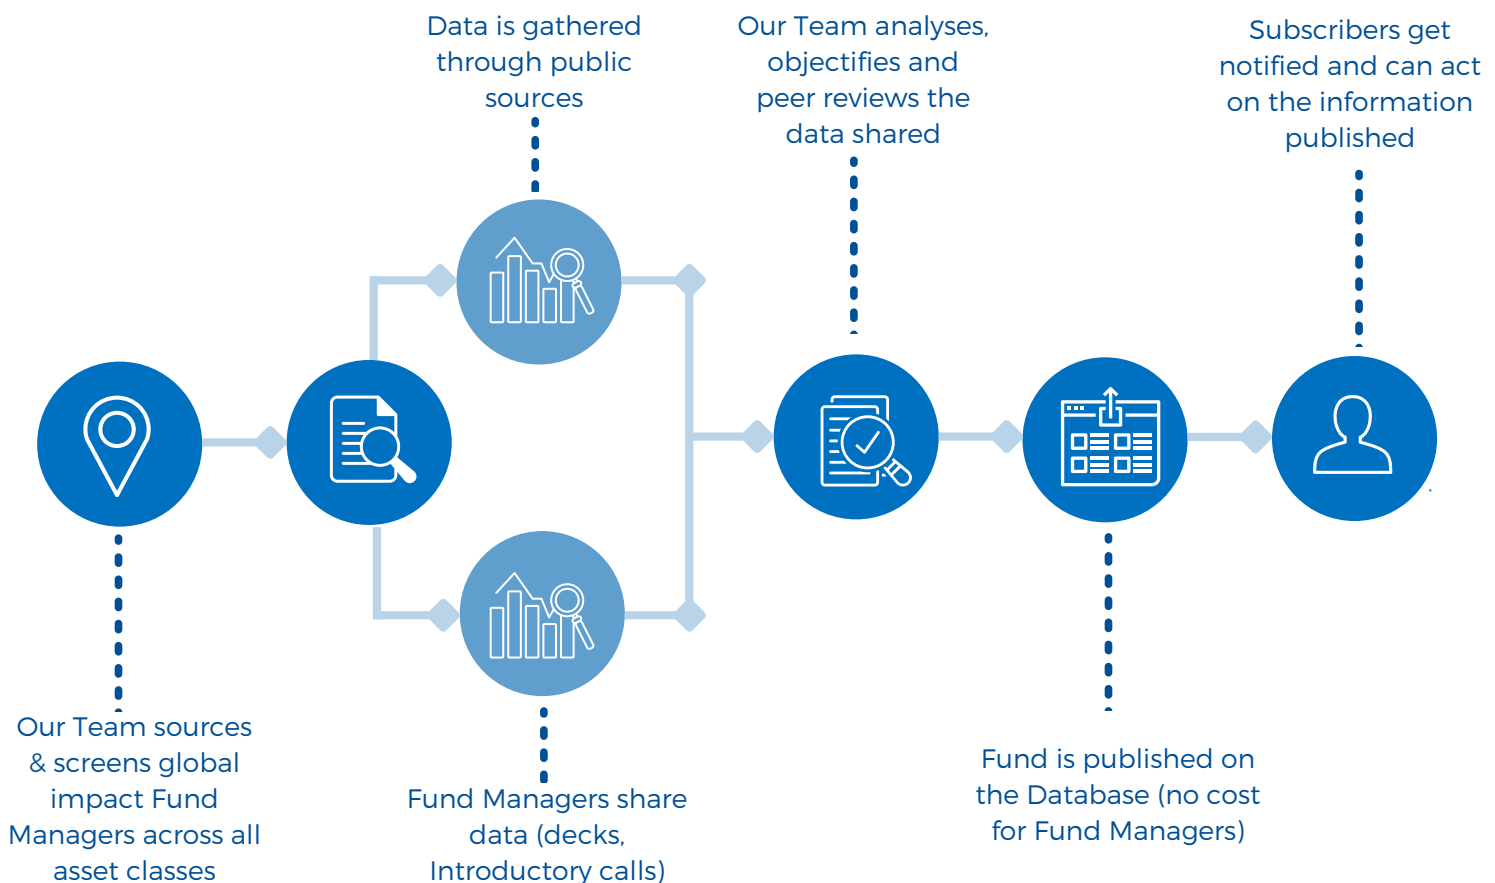 Data is gathered
through public
sources
Our Team analyses,
objectifies and
peer reviews the
data shared
Subscribers get
notified and can act
on the information
published
Our Team sources
& screens global
impact Fund
Managers across all
asset classes
Fund Managers share
data (decks,
Introductory calls)
Fund is published on
the Database (no cost
for Fund Managers)